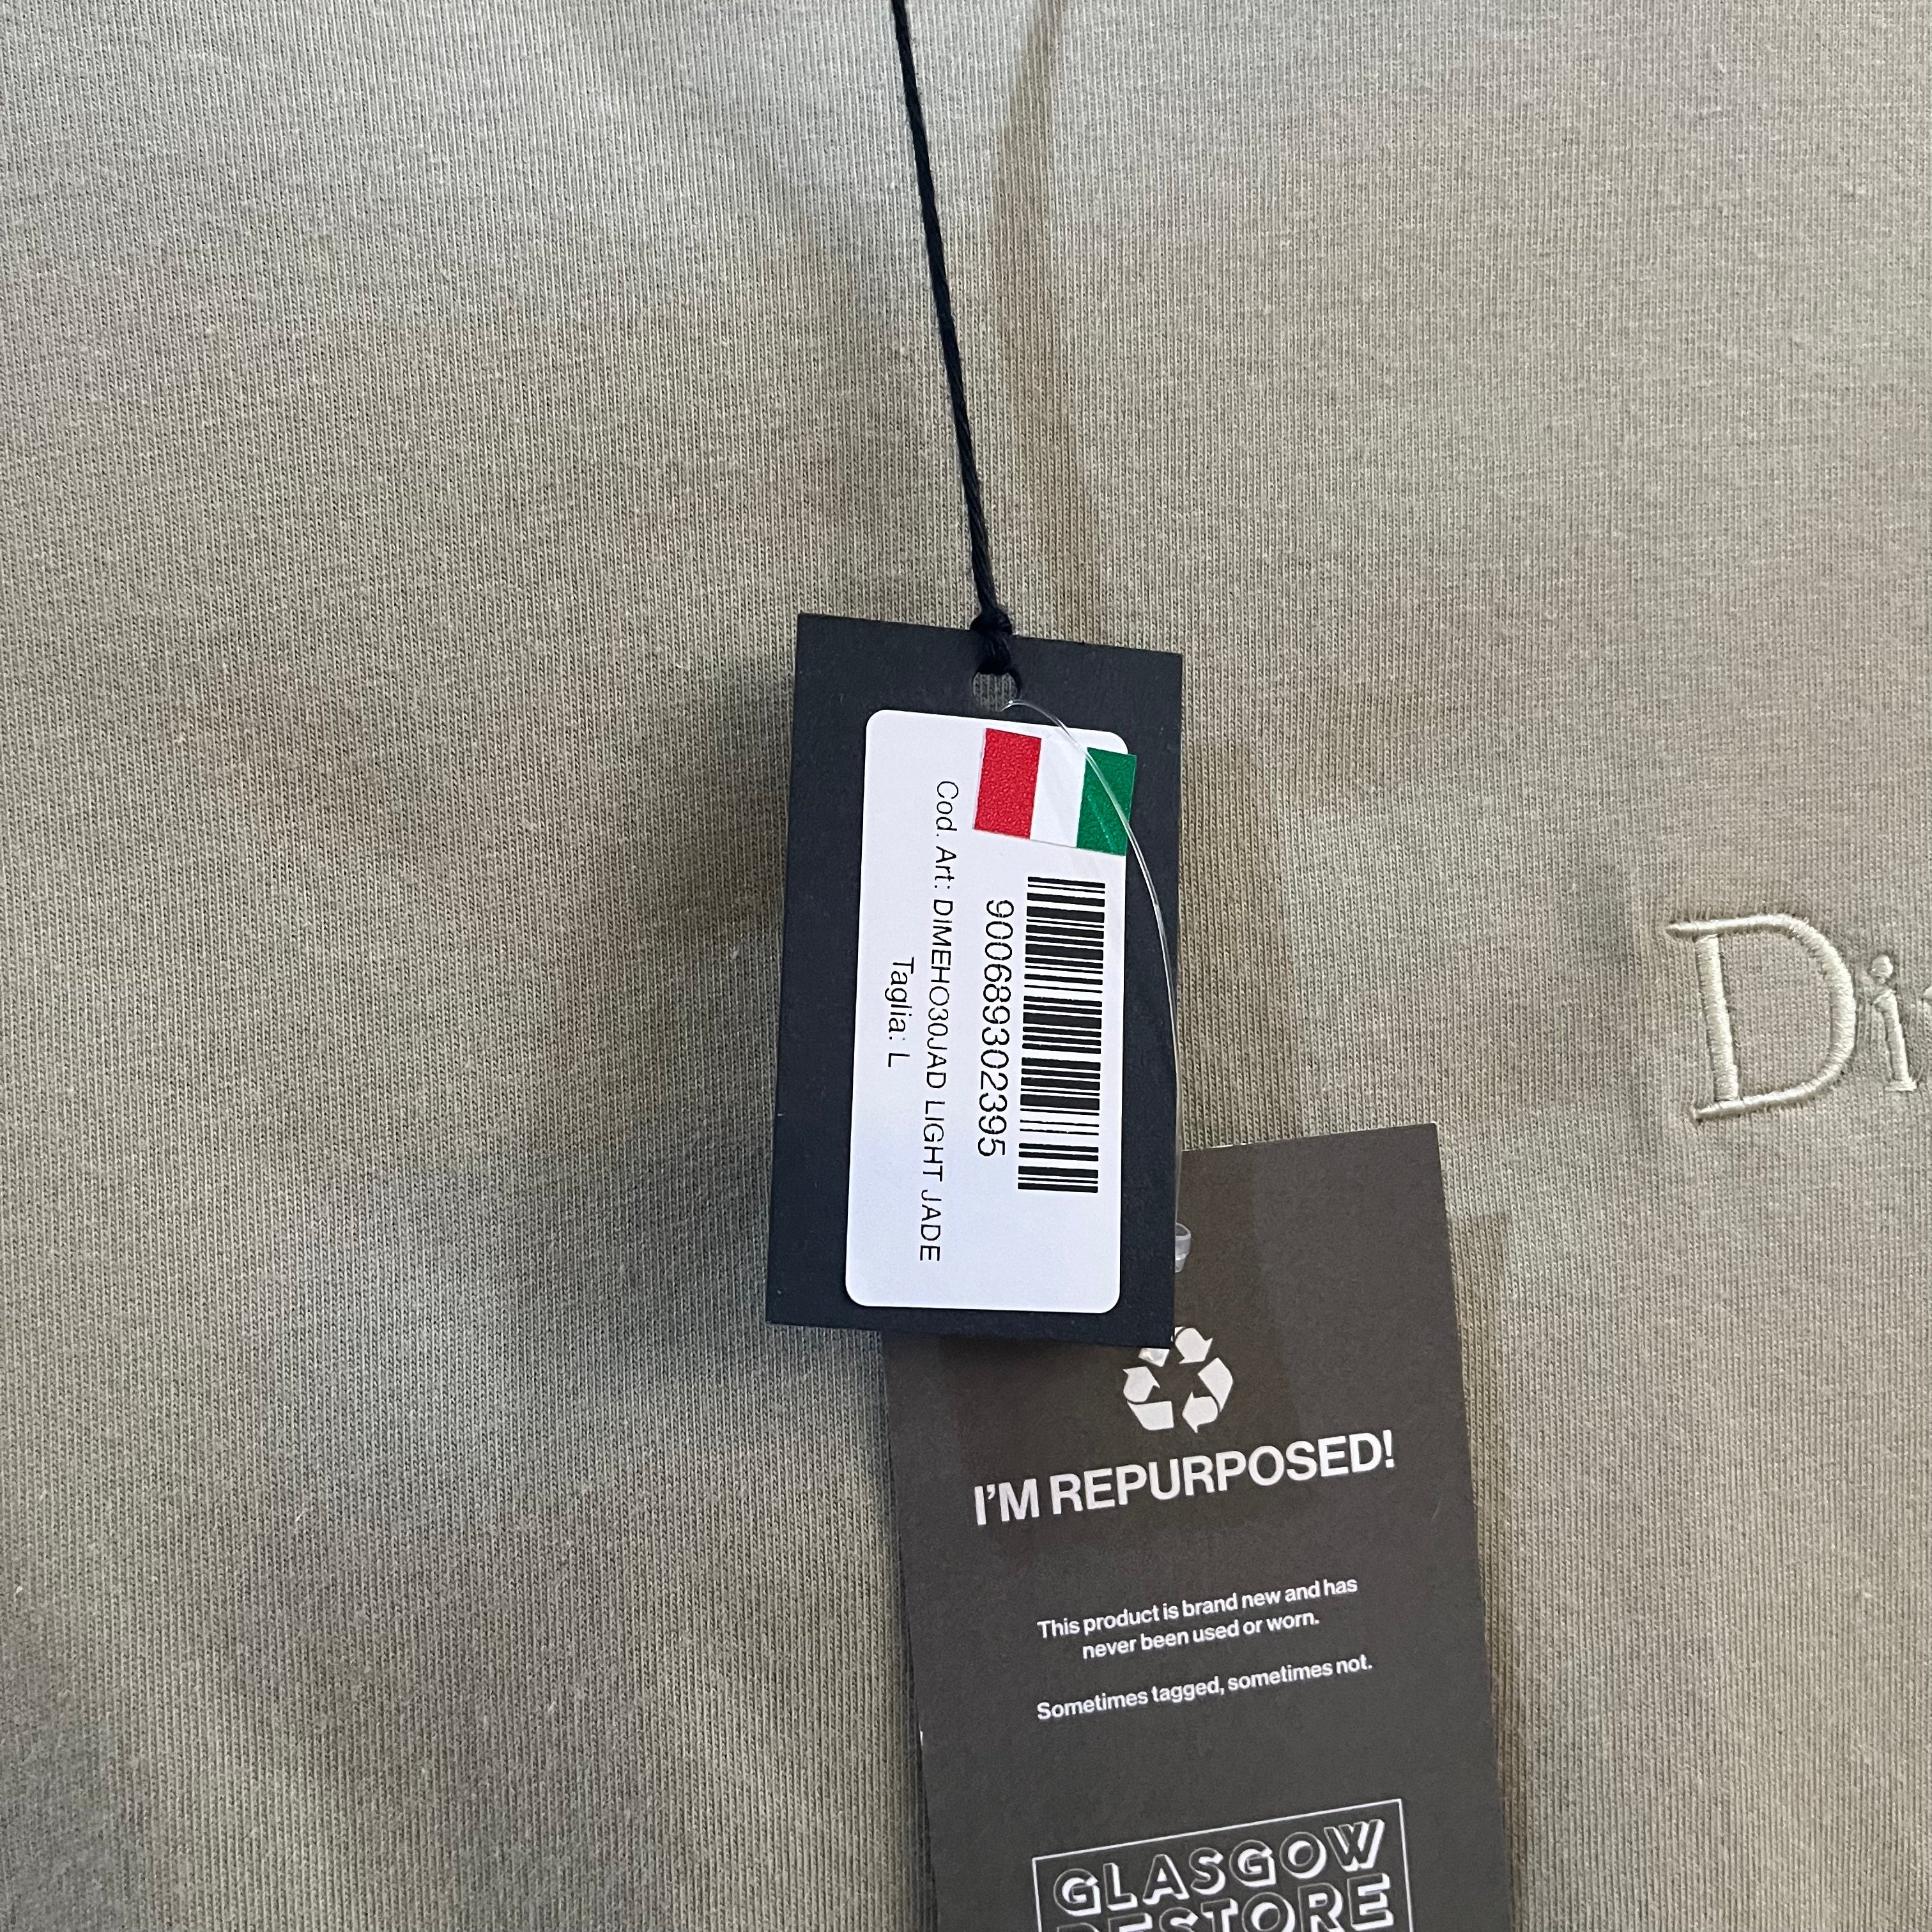 9006893302395
Cod. Art: DIMEHO30JAD LIGHT JADE
Taglia: L
I'M REPURPOSED!
This product is brand new and has
never been used or worn.
Sometimes tagged, sometimes not.
GLASGOW
RESTORE